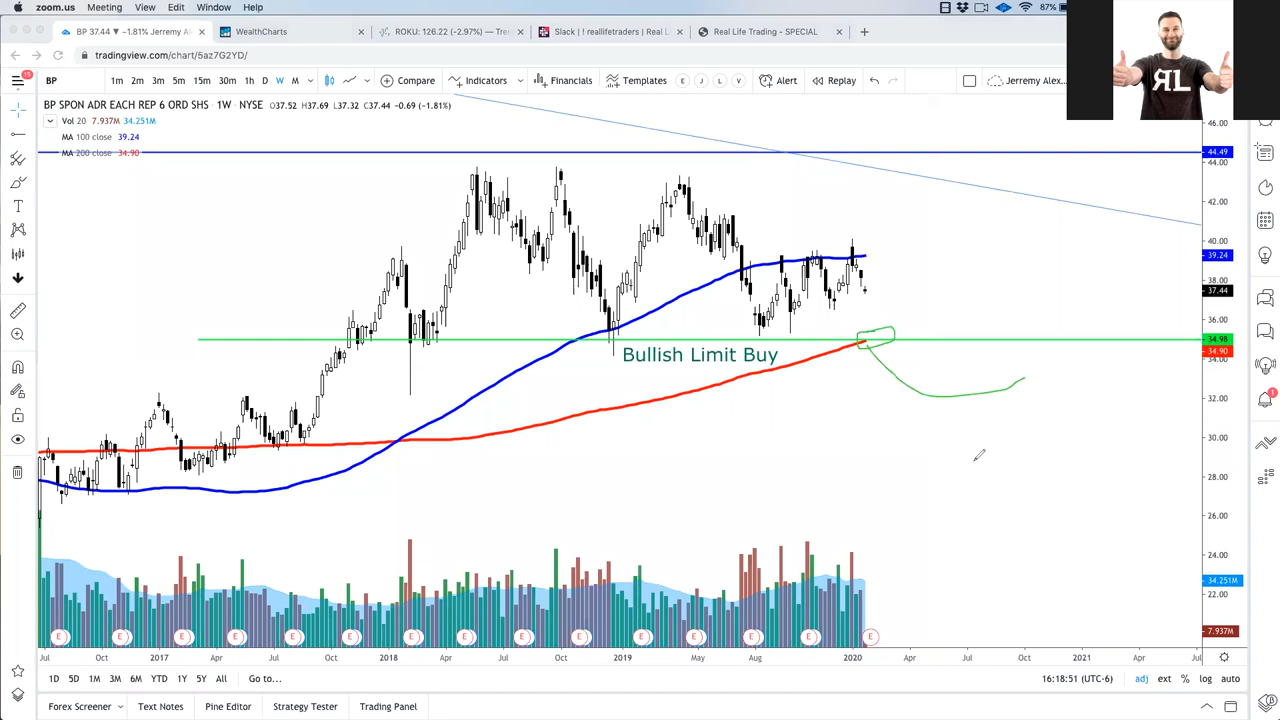 zoom.us Meeting View Edit Window Help 87%
BP 37.44 ▼ −1.81% Jerremy Al WealthCharts ROKU: 126.22 (−2.97%) — Tre Slack | ! reallifetraders | Real L Real Life Trading - SPECIAL
tradingview.com/chart/5az7G2YD/
15 BP 1m 2m 3m 5m 15m 30m 1h D W M Compare Indicators Financials Templates E J L V Alert Replay Jeremy Alex...
BP SPON ADR EACH REP 6 ORD SHS · 1W · NYSE O37.52 H37.69 L37.32 C37.44 −0.69 (−1.81%)
Vol 20 7.937M 34.251M
MA 100 close 39.24
MA 200 close 34.90
RL
46.00
44.49
44.00
42.00
40.00
39.24
38.00
37.44
36.00
34.98
34.90
34.00
32.00
30.00
28.00
26.00
24.00
34.251M
22.00
7.937M
Bullish Limit Buy
1
E E E E E E E E E E E E E E E
Jul Oct 2017 Apr Jul Oct 2018 Apr Jul Oct 2019 May Aug 2020 Apr Jul Oct 2021 Apr Jul
1D 5D 1M 3M 6M YTD 1Y 5Y All Go to... 16:18:51 (UTC-6) adj ext % log auto
Forex Screener Text Notes Pine Editor Strategy Tester Trading Panel